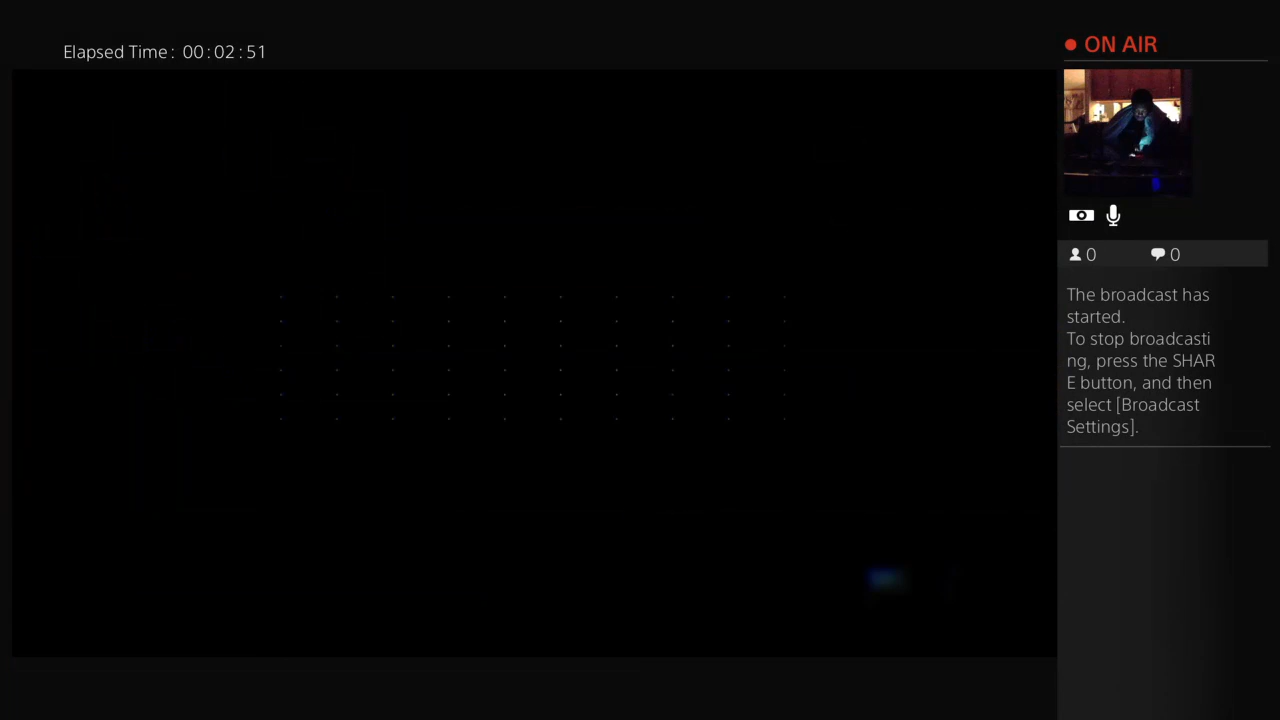 Elapsed Time: 00:02:51
ON AIR
0 0
The broadcast has
started.
To stop broadcasti
ng, press the SHAR
E button, and then
select [Broadcast
Settings].